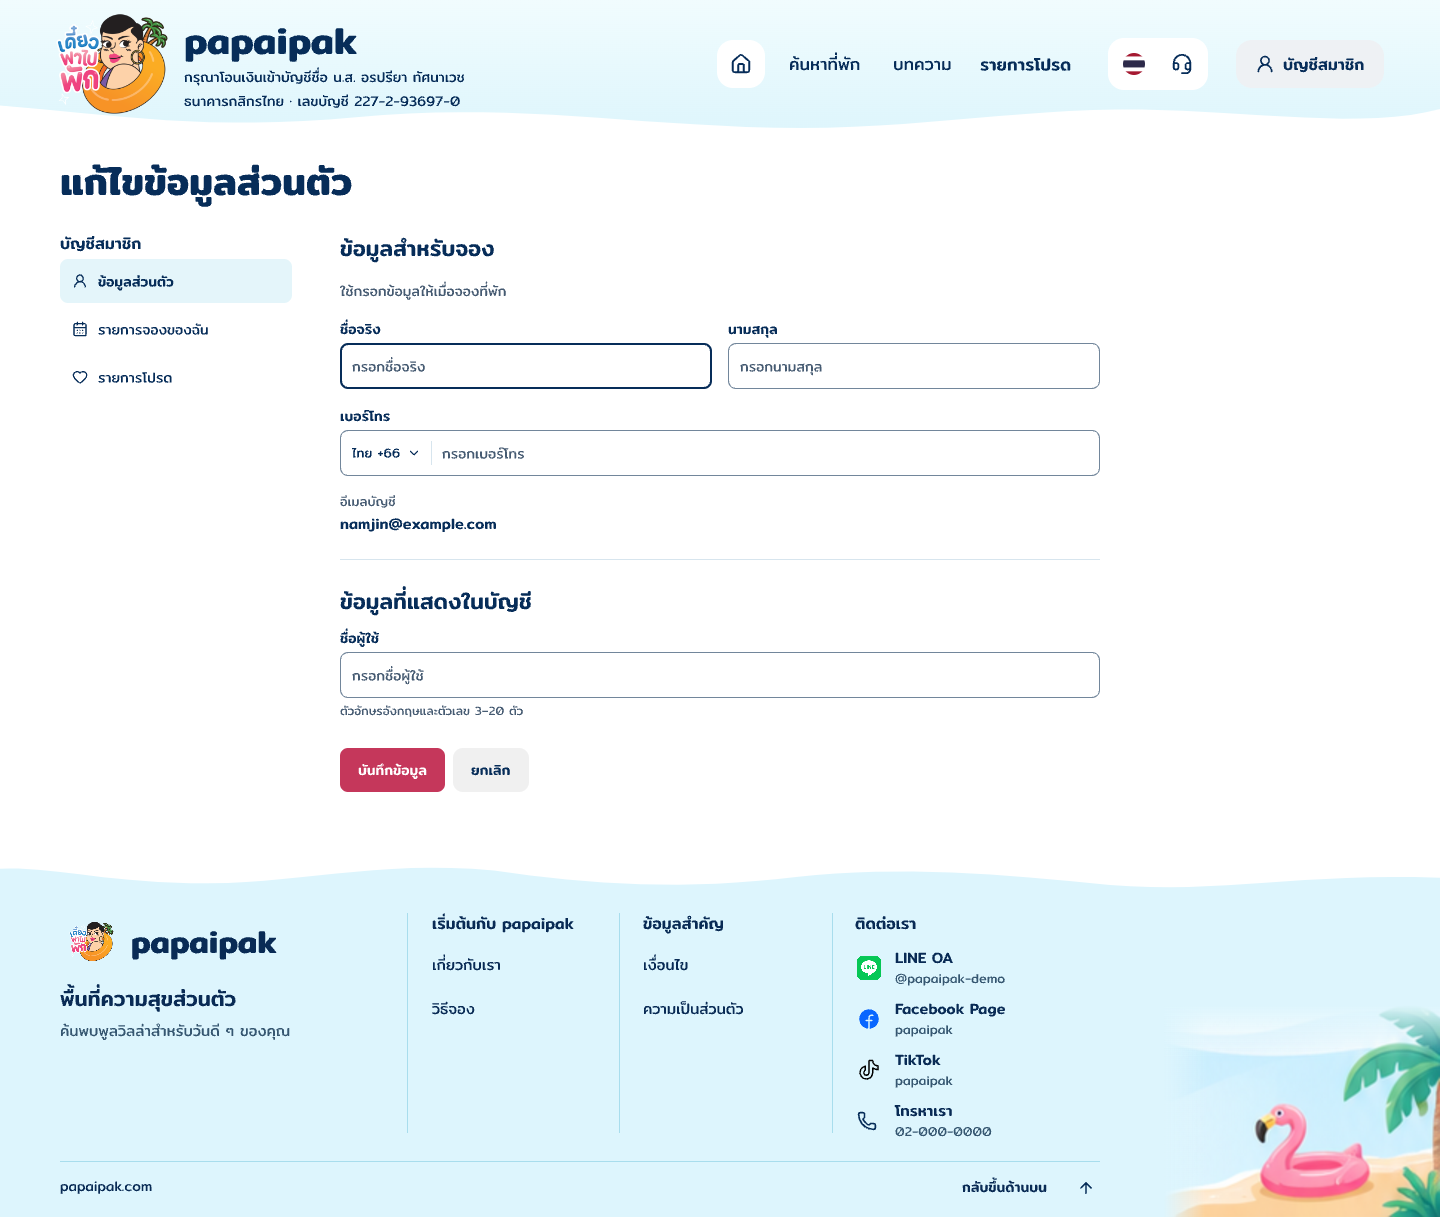 เดี๋ยว
พาไป
พัก
papaipak
กรุณาโอนเงินเข้าบัญชีชื่อ น.ส. อรปรียา ทัศนาเวช
ธนาคารกสิกรไทย · เลขบัญชี 227-2-93697-0
ค้นหาที่พัก
บทความ
รายการโปรด
บัญชีสมาชิก
แก้ไขข้อมูลส่วนตัว
บัญชีสมาชิก
ข้อมูลส่วนตัว
รายการจองของฉัน
รายการโปรด
ข้อมูลสำหรับจอง
ใช้กรอกข้อมูลให้เมื่อจองที่พัก
ชื่อจริง
นามสกุล
กรอกชื่อจริง
กรอกนามสกุล
เบอร์โทร
ไทย +66
กรอกเบอร์โทร
อีเมลบัญชี
namjin@example.com
ข้อมูลที่แสดงในบัญชี
ชื่อผู้ใช้
กรอกชื่อผู้ใช้
ตัวอักษรอังกฤษและตัวเลข 3–20 ตัว
บันทึกข้อมูล
ยกเลิก
เดี๋ยว
พาไป
พัก
papaipak
พื้นที่ความสุขส่วนตัว
ค้นพบพูลวิลล่าสำหรับวันดี ๆ ของคุณ
เริ่มต้นกับ papaipak
เกี่ยวกับเรา
วิธีจอง
ข้อมูลสำคัญ
เงื่อนไข
ความเป็นส่วนตัว
ติดต่อเรา
LINE
LINE OA
@papaipak-demo
Facebook Page
papaipak
TikTok
papaipak
โทรหาเรา
02-000-0000
papaipak.com
กลับขึ้นด้านบน